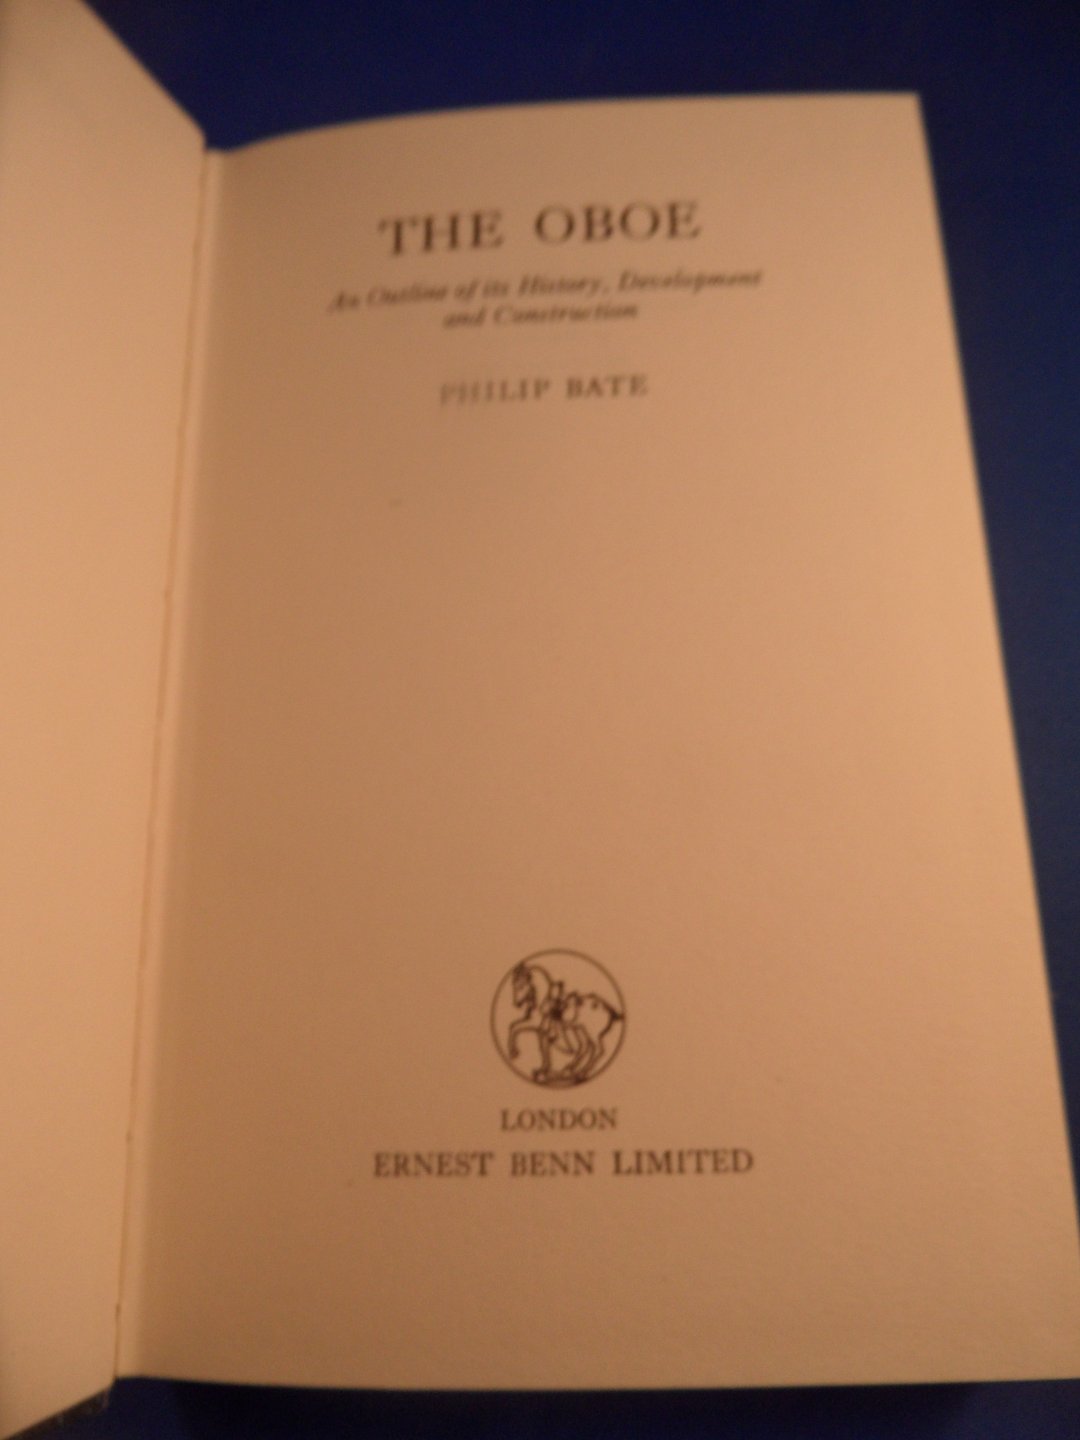 THE OBOE
An Outline of its History, Development
and Construction
PHILIP BATE
LONDON
ERNEST BENN LIMITED